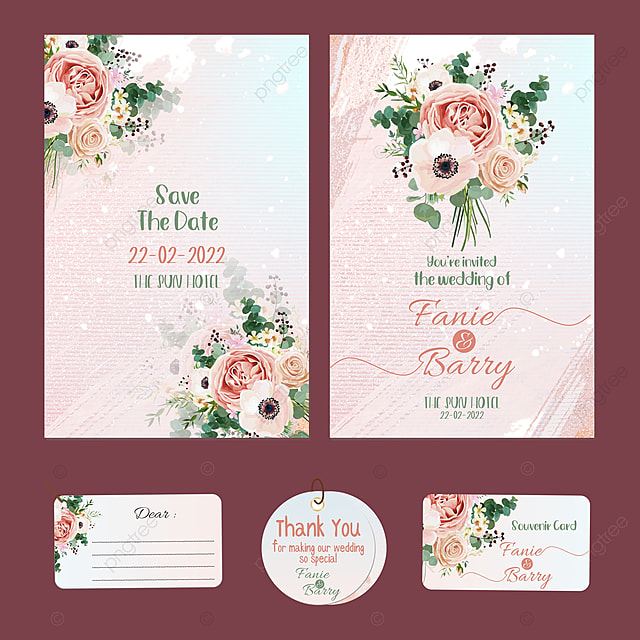 Save
The Date
22-02-2022
THE SUN HOTEL
You're invited
the wedding of
Fanie
&
Barry
THE SUN HOTEL
22-02-2022
Dear :
Thank You
for making our wedding
so special
Fanie
&
Barry
Souvenir Card
Fanie
&
Barry
pngtree